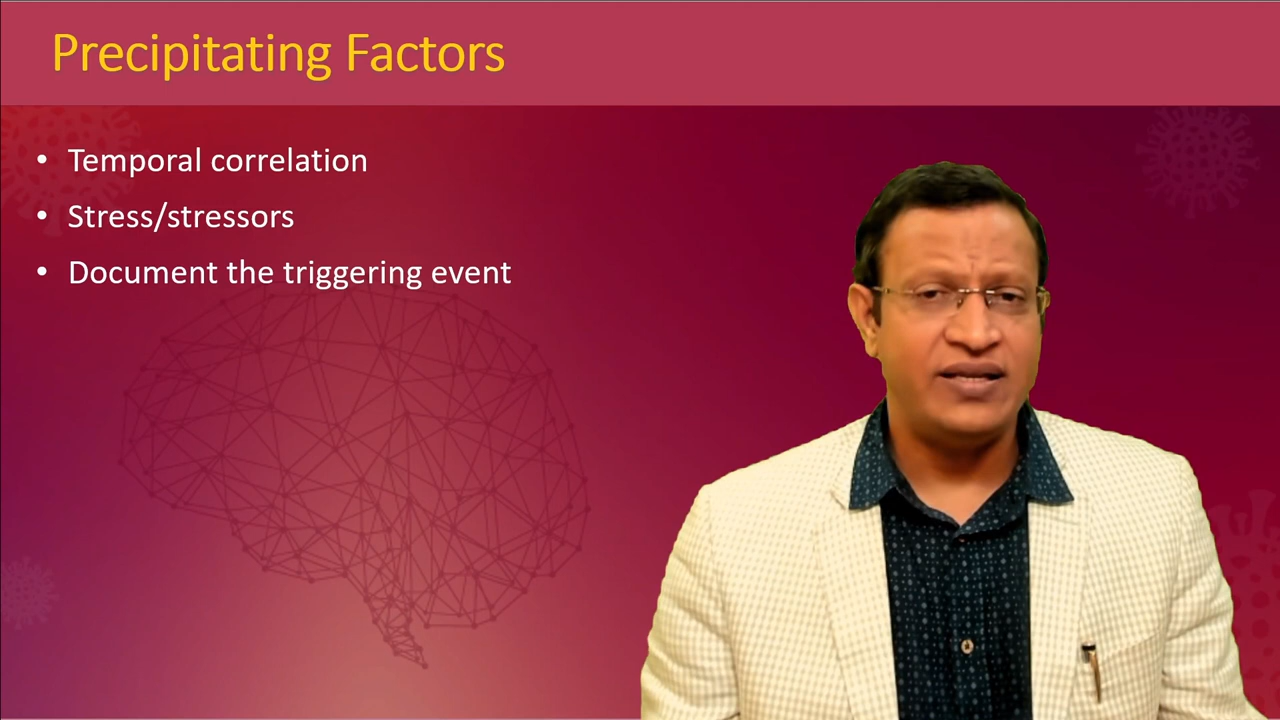 Precipitating Factors
• Temporal correlation
• Stress/stressors
• Document the triggering event